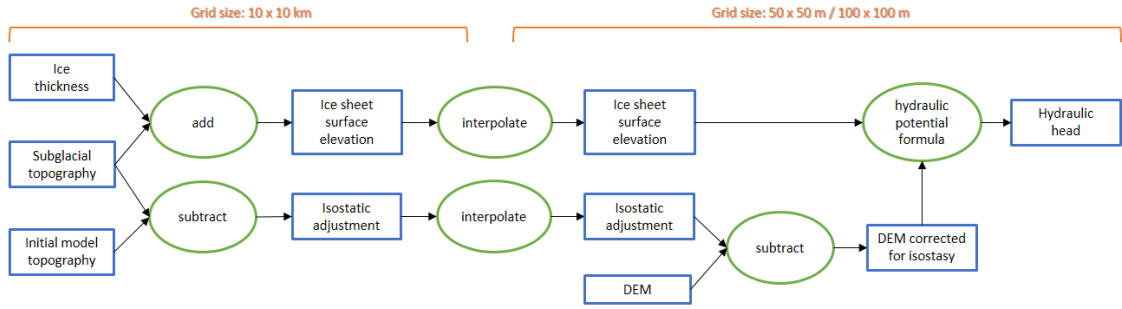 Grid size: 10 x 10 km
Grid size: 50 x 50 m / 100 x 100 m
Ice
thickness
add
Ice sheet
surface
elevation
interpolate
Ice sheet
surface
elevation
hydraulic
potential
formula
Hydraulic
head
Subglacial
topography
subtract
Isostatic
adjustment
interpolate
Isostatic
adjustment
Initial model
topography
subtract
DEM corrected
for isostasy
DEM